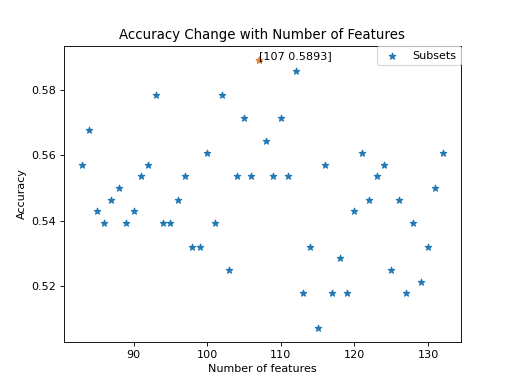 Accuracy Change with Number of Features
[107 0.5893]
Subsets
0.58
0.56
0.54
0.52
Accuracy
90 100 110 120 130
Number of features